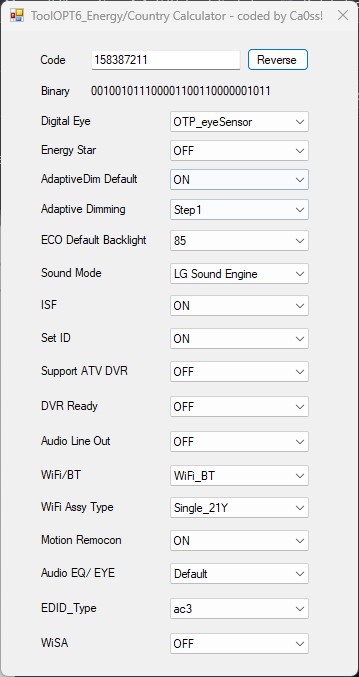 ToolOPT6_Energy/Country Calculator - coded by Ca0ss!
Code 158387211 Reverse
Binary 001001011100001100110000001011
Digital Eye OTP_eyeSensor
Energy Star OFF
AdaptiveDim Default ON
Adaptive Dimming Step1
ECO Default Backlight 85
Sound Mode LG Sound Engine
ISF ON
Set ID ON
Support ATV DVR OFF
DVR Ready OFF
Audio Line Out OFF
WiFi/BT WiFi_BT
WiFi Assy Type Single_21Y
Motion Remocon ON
Audio EQ/ EYE Default
EDID_Type ac3
WiSA OFF